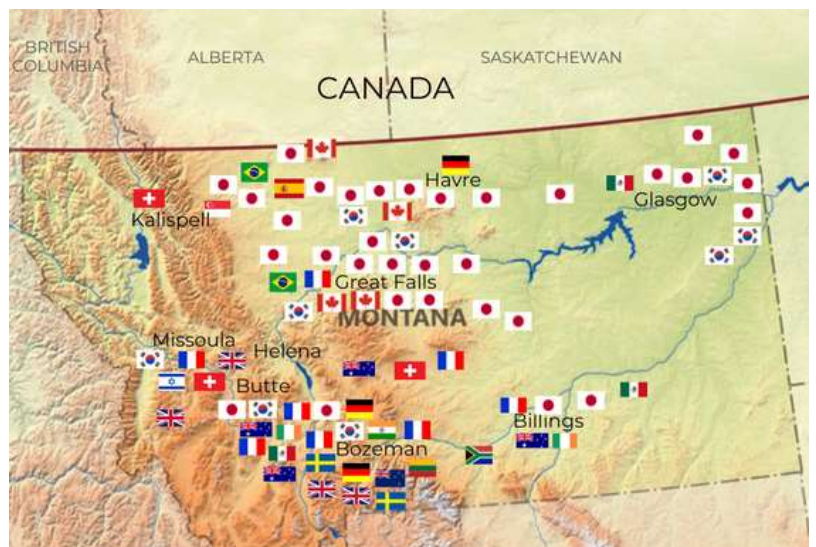 BRITISH
COLUMBIA
ALBERTA
SASKATCHEWAN
CANADA
Havre
Glasgow
Kalispell
Great Falls
MONTANA
Missoula
Helena
Butte
Billings
Bozeman